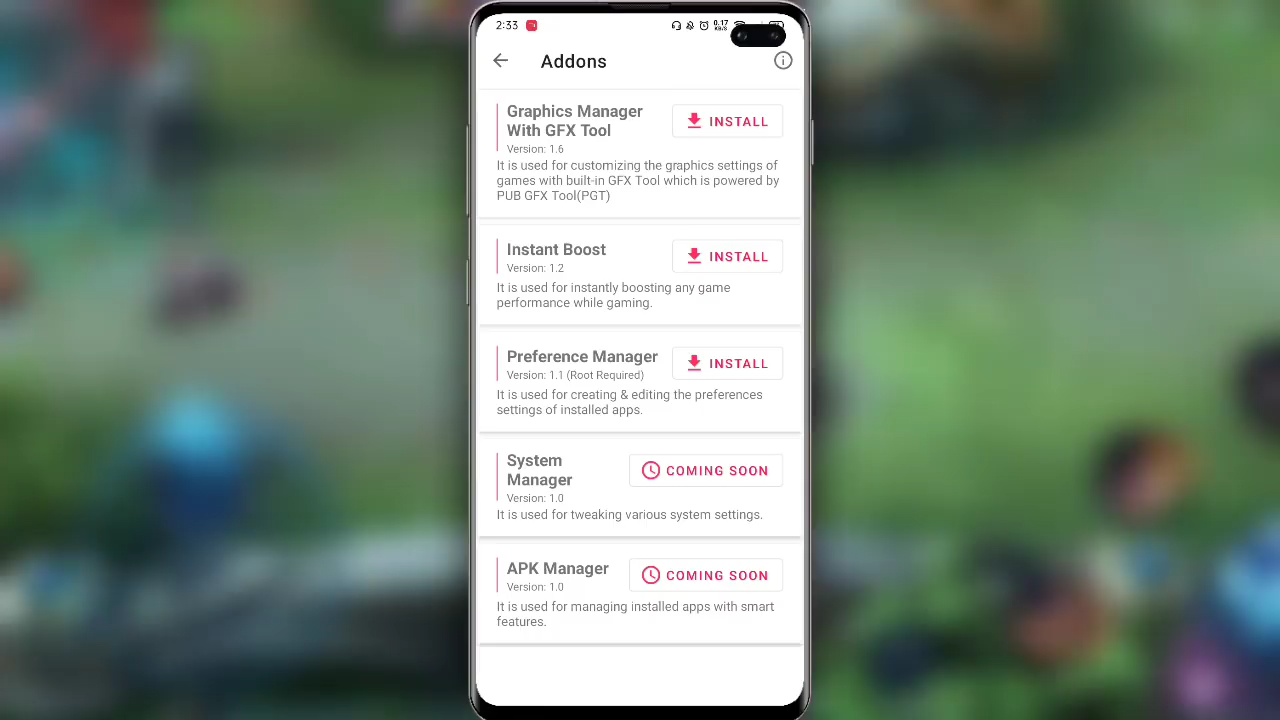 2:33
0.17
KB/S
Addons
Graphics Manager
With GFX Tool
INSTALL
Version: 1.6
It is used for customizing the graphics settings of
games with built-in GFX Tool which is powered by
PUB GFX Tool(PGT)
Instant Boost
INSTALL
Version: 1.2
It is used for instantly boosting any game
performance while gaming.
Preference Manager
INSTALL
Version: 1.1 (Root Required)
It is used for creating & editing the preferences
settings of installed apps.
System
Manager
COMING SOON
Version: 1.0
It is used for tweaking various system settings.
APK Manager
COMING SOON
Version: 1.0
It is used for managing installed apps with smart
features.